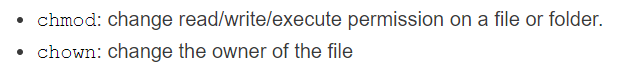 • chmod: change read/write/execute permission on a file or folder.
• chown: change the owner of the file